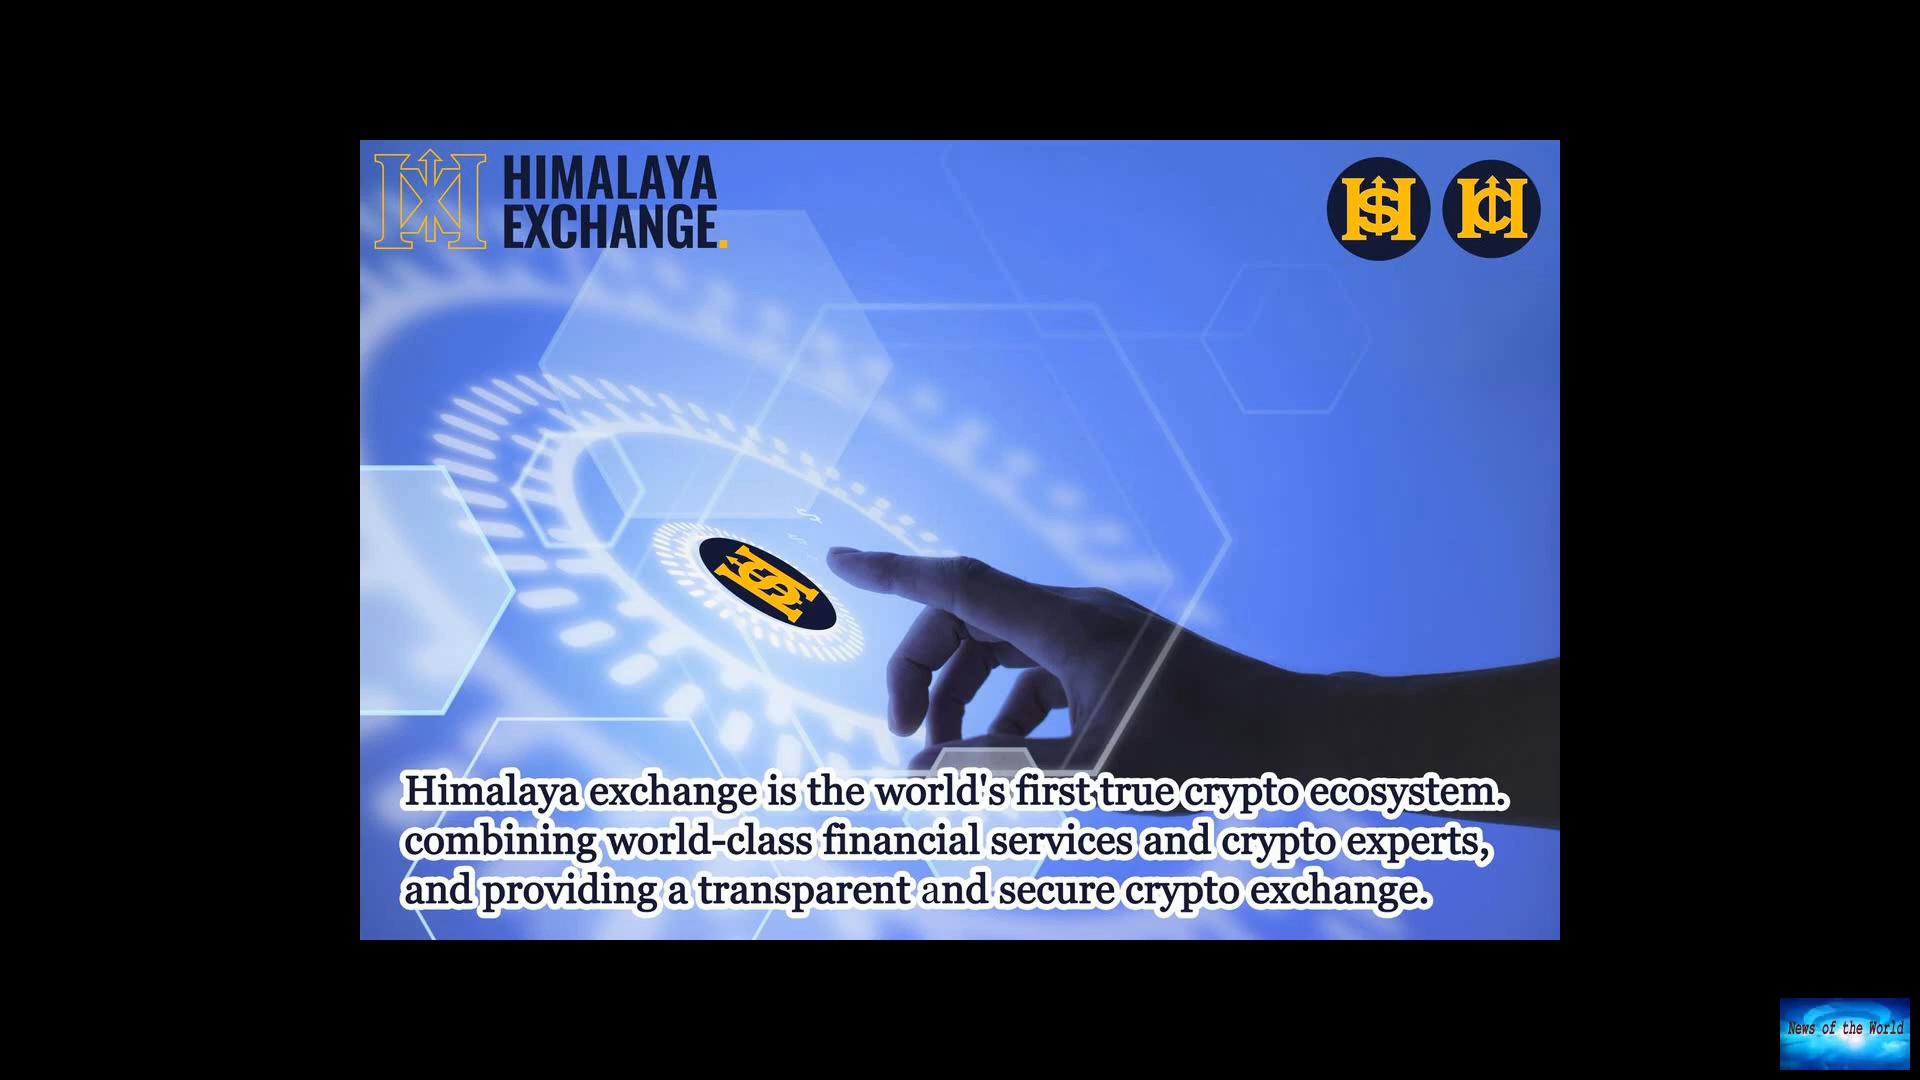 HIMALAYA
EXCHANGE.
Himalaya exchange is the world's first true crypto ecosystem.
combining world-class financial services and crypto experts,
and providing a transparent and secure crypto exchange.
News of the World